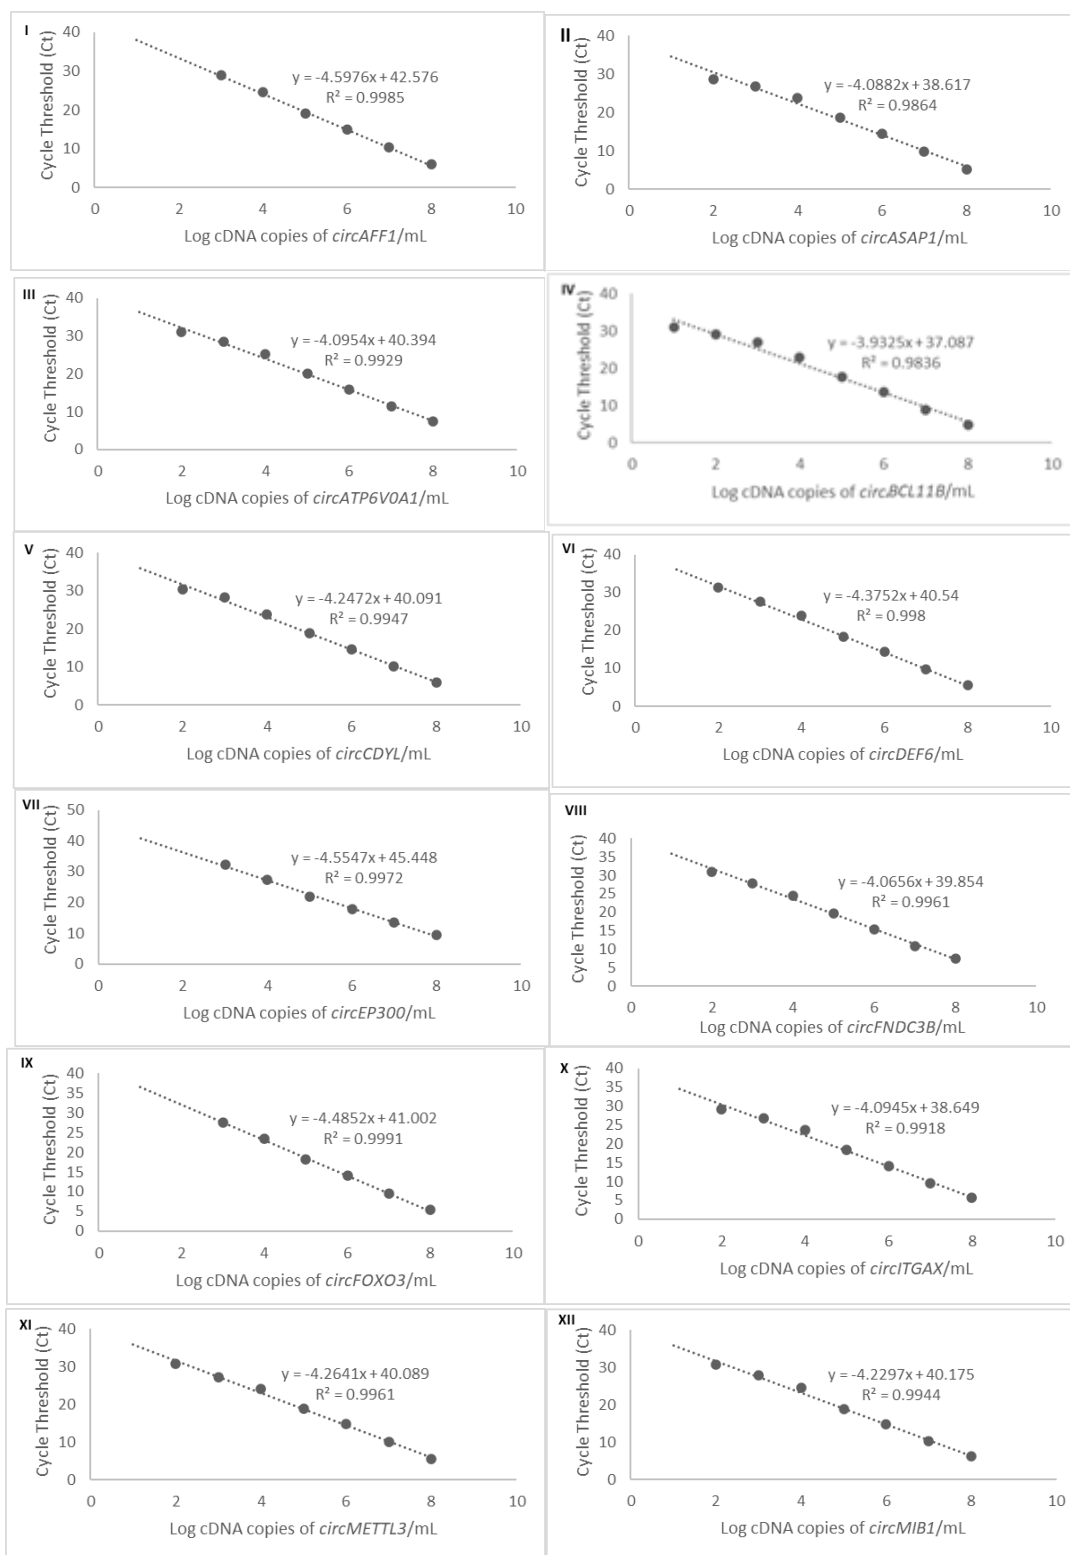 I
Cycle Threshold (Ct)
40
30
20
10
0
y = -4.5976x + 42.576
R² = 0.9985
0 2 4 6 8 10
Log cDNA copies of circAFF1/mL
II
Cycle Threshold (Ct)
40
30
20
10
0
y = -4.0882x + 38.617
R² = 0.9864
0 2 4 6 8 10
Log cDNA copies of circASAP1/mL
III
Cycle Threshold (Ct)
40
30
20
10
0
y = -4.0954x + 40.394
R² = 0.9929
0 2 4 6 8 10
Log cDNA copies of circATP6V0A1/mL
IV
Cycle Threshold (Ct)
40
30
20
10
0
y = -3.9325x + 37.087
R² = 0.9836
0 2 4 6 8 10
Log cDNA copies of circBCL11B/mL
V
Cycle Threshold (Ct)
40
30
20
10
0
y = -4.2472x + 40.091
R² = 0.9947
0 2 4 6 8 10
Log cDNA copies of circCDYL/mL
VI
Cycle Threshold (Ct)
40
30
20
10
0
y = -4.3752x + 40.54
R² = 0.998
0 2 4 6 8 10
Log cDNA copies of circDEF6/mL
VII
Cycle Threshold (Ct)
50
40
30
20
10
0
y = -4.5547x + 45.448
R² = 0.9972
0 2 4 6 8 10
Log cDNA copies of circEP300/mL
VIII
Cycle Threshold (Ct)
40
35
30
25
20
15
10
5
0
y = -4.0656x + 39.854
R² = 0.9961
0 2 4 6 8 10
Log cDNA copies of circFNDC3B/mL
IX
Cycle Threshold (Ct)
40
35
30
25
20
15
10
5
0
y = -4.4852x + 41.002
R² = 0.9991
0 2 4 6 8 10
Log cDNA copies of circFOXO3/mL
X
Cycle Threshold (Ct)
40
35
30
25
20
15
10
5
0
y = -4.0945x + 38.649
R² = 0.9918
0 2 4 6 8 10
Log cDNA copies of circITGAX/mL
XI
Cycle Threshold (Ct)
40
30
20
10
0
y = -4.2641x + 40.089
R² = 0.9961
0 2 4 6 8 10
Log cDNA copies of circMETTL3/mL
XII
Cycle Threshold (Ct)
40
30
20
10
0
y = -4.2297x + 40.175
R² = 0.9944
0 2 4 6 8 10
Log cDNA copies of circMIB1/mL